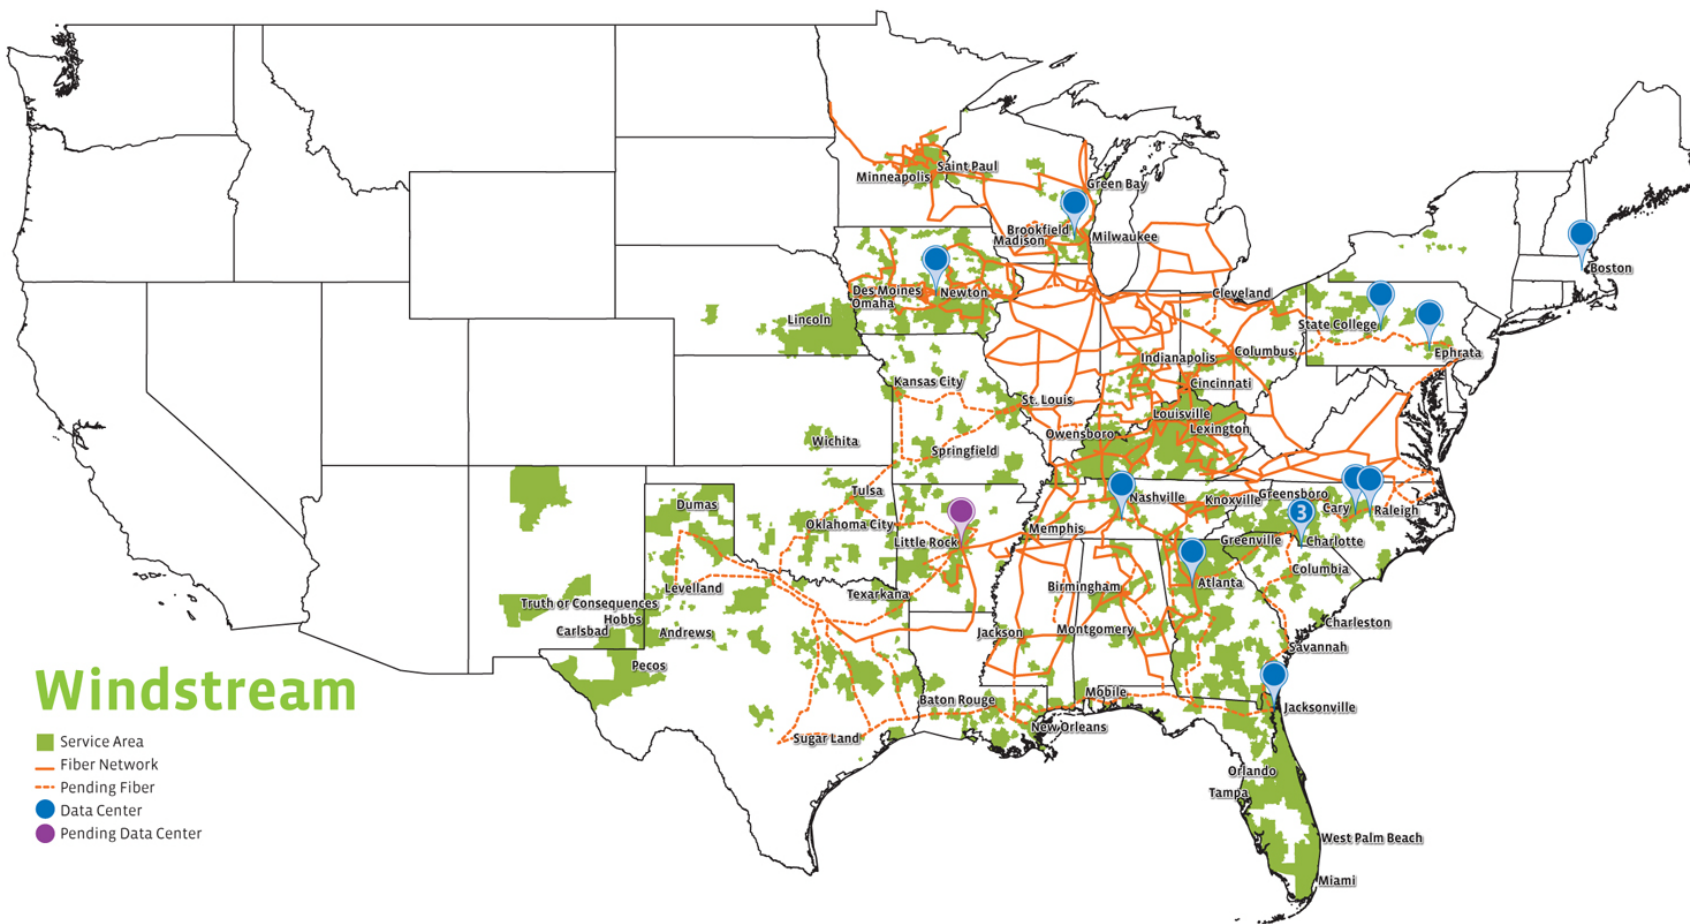 Saint Paul
Minneapolis
Green Bay
Brookfield
Madison
Milwaukee
Boston
Des Moines
Newton
Omaha
Cleveland
Lincoln
State College
Indianapolis
Columbus
Ephrata
Kansas City
Cincinnati
St. Louis
Louisville
Lexington
Owensboro
Wichita
Springfield
Tulsa
Nashville
Knoxville
Greensboro
Dumas
Cary
Raleigh
3
Oklahoma City
Memphis
Little Rock
Greenville
Charlotte
Columbia
Levelland
Birmingham
Atlanta
Texarkana
Truth or Consequences
Hobbs
Carlsbad
Andrews
Jackson
Montgomery
Charleston
Savannah
Pecos
Windstream
Baton Rouge
Mobile
Jacksonville
New Orleans
Sugar Land
Service Area
Fiber Network
Pending Fiber
Data Center
Pending Data Center
Orlando
Tampa
West Palm Beach
Miami